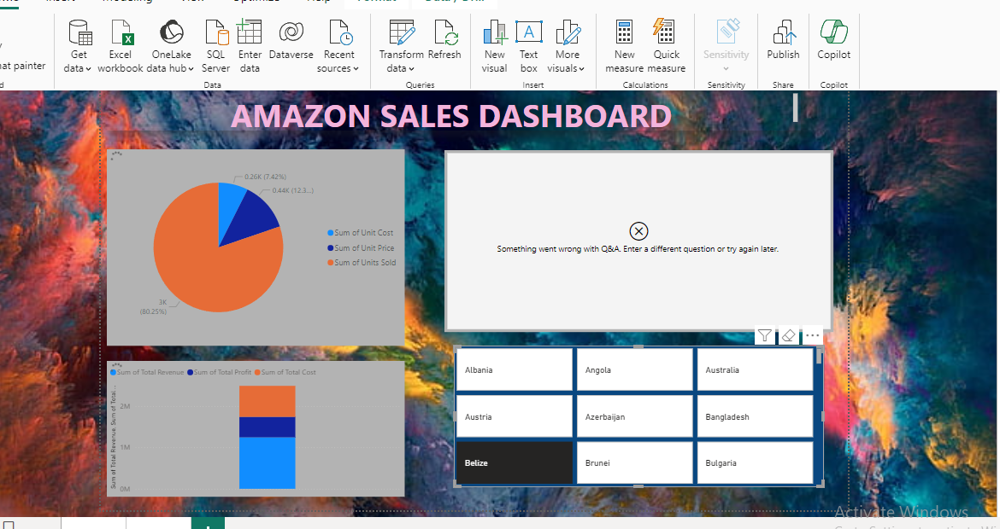 Get data
Excel workbook
OneLake data hub
SQL Server
Enter data
Dataverse
Recent sources
Transform data
Refresh
New visual
Text box
More visuals
New measure
Quick measure
Sensitivity
Publish
Copilot
at painter
Data
Queries
Insert
Calculations
Sensitivity
Share
Copilot
AMAZON SALES DASHBOARD
0.26K (7.42%)
0.44K (12.3...)
3K
(80.25%)
Sum of Unit Cost
Sum of Unit Price
Sum of Units Sold
Something went wrong with Q&A. Enter a different question or try again later.
Sum of Total Revenue Sum of Total Profit Sum of Total Cost
Sum of Total Revenue, Sum of Total ...
2M
1M
0M
Albania
Angola
Australia
Austria
Azerbaijan
Bangladesh
Belize
Brunei
Bulgaria
Activate Windows